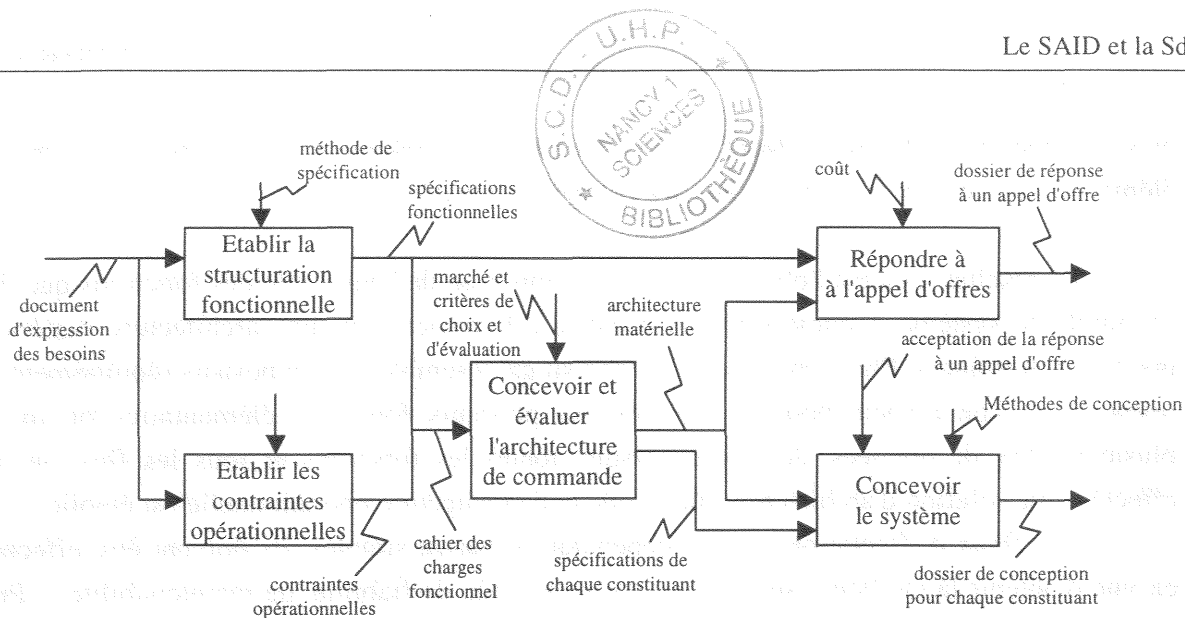 Le SAID et la Sd
S.C.D. - U.H.P.
NANCY 1
SCIENCES
BIBLIOTHÈQUE
méthode de
spécification
spécifications
fonctionnelles
coût
dossier de réponse
à un appel d'offre
Etablir la
structuration
fonctionnelle
Répondre à
à l'appel d'offres
document
d'expression
des besoins
marché et
critères de
choix et
d'évaluation
architecture
matérielle
acceptation de la réponse
à un appel d'offre
Concevoir et
évaluer
l'architecture
de commande
Méthodes de conception
Etablir les
contraintes
opérationnelles
Concevoir
le système
contraintes
opérationnelles
cahier des
charges
fonctionnel
spécifications de
chaque constituant
dossier de conception
pour chaque constituant